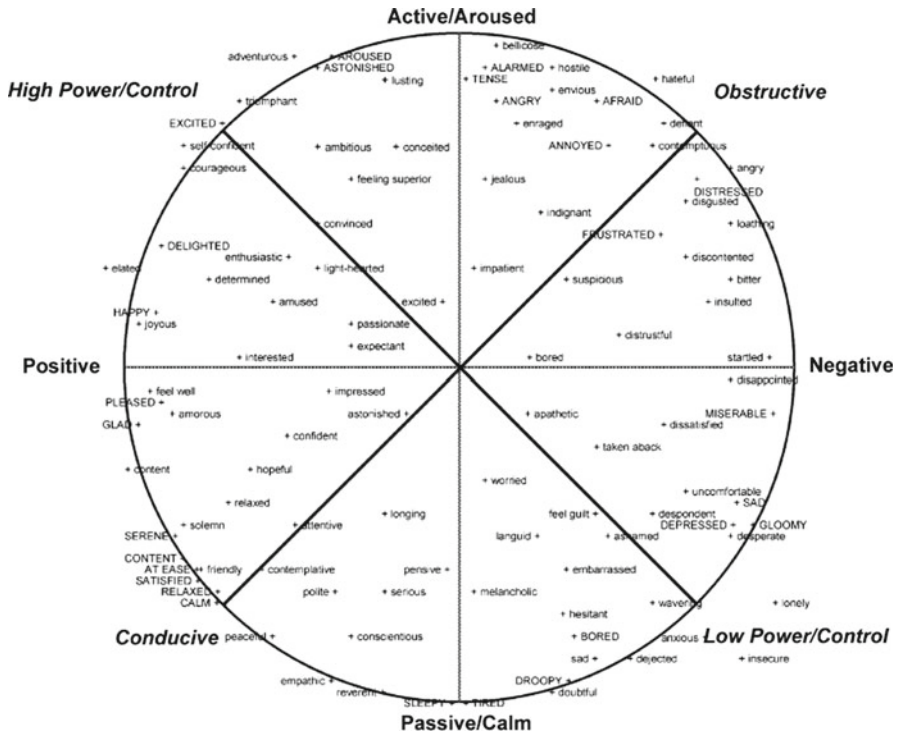 Active/Aroused
+ bellicose
adventurous +
+ AROUSED
+ ASTONISHED
+ ALARMED
+ hostile
+ TENSE
+ lusting
+ hateful
High Power/Control
+ envious
Obstructive
+ triumphant
+ ANGRY
+ AFRAID
EXCITED +
+ enraged
+ defiant
+ self-confident
+ ambitious
+ conceited
ANNOYED +
+ contemptuous
+ courageous
+ angry
+ feeling superior
+ jealous
+
DISTRESSED
+ disgusted
+ indignant
+ convinced
+ loathing
FRUSTRATED +
+ DELIGHTED
enthusiastic +
+ discontented
+ elated
+ light-hearted
+ impatient
+ determined
+ suspicious
+ bitter
+ amused
excited +
+ insulted
HAPPY +
+ joyous
+ passionate
+ distrustful
+ expectant
Positive
+ interested
+ bored
startled +
Negative
+ disappointed
+ feel well
+ impressed
PLEASED +
+ amorous
astonished +
+ apathetic
MISERABLE +
GLAD +
+ dissatisfied
+ confident
+ taken aback
+ content
+ hopeful
+ worried
+ uncomfortable
+ relaxed
+ SAD
+ longing
feel guilt +
+ despondent
+ solemn
+ attentive
DEPRESSED +
+ GLOOMY
SERENE +
languid +
+ ashamed
+ desperate
CONTENT +
AT EASE +
+ friendly
+ contemplative
pensive +
+ embarrassed
SATISFIED +
RELAXED +
polite +
+ serious
+ melancholic
CALM +
+ wavering
+ lonely
+ hesitant
Conducive
peaceful +
+ conscientious
+ BORED
anxious
Low Power/Control
sad +
+ dejected
+ insecure
empathic +
DROOPY +
reverent +
+ doubtful
SLEEPY +
+ TIRED
Passive/Calm